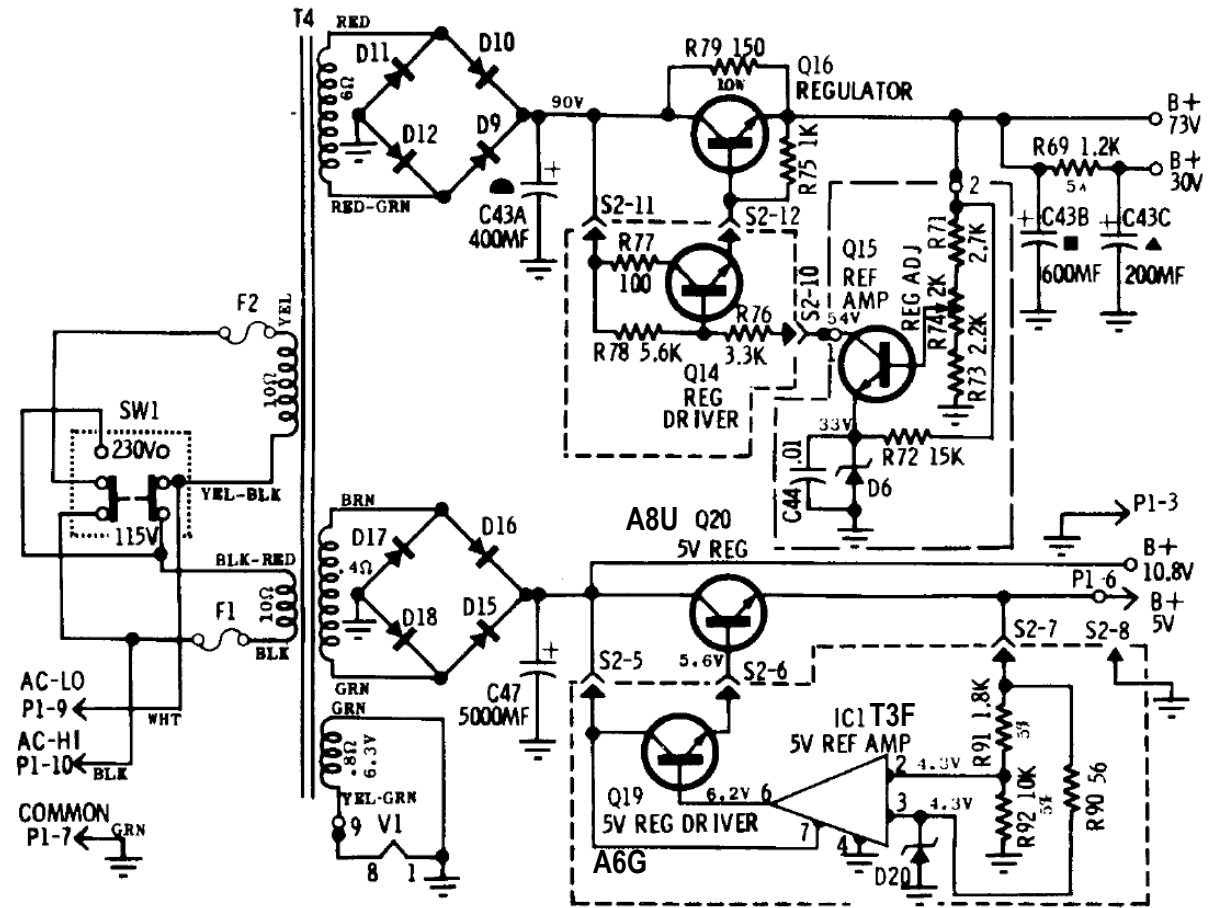 T4
RED
D11
D10
6Ω
D12
D9
RED-GRN
90V
+
C43A
400MF
R79 150
10W
Q16
REGULATOR
R75 1K
B+
73V
R69 1.2K
5%
B+
30V
+
C43B
600MF
+
C43C
200MF
S2-11
S2-12
R77
100
R78 5.6K
R76
3.3K
Q14
REG
DRIVER
S2-10
54V
1
Q15
REF
AMP
REG ADJ
2
R71
2.7K
R74 2K
R73 2.2K
33V
R72 15K
C44 .01
D6
F2
YEL
10Ω
SW1
230V
115V
YEL-BLK
BLK-RED
10Ω
F1
BLK
AC-LO
P1-9
WHT
AC-HI
P1-10
BLK
COMMON
P1-7
GRN
BRN
D17
D16
.4Ω
D18
D15
GRN
+
C47
5000MF
GRN
.8Ω
6.3V
YEL-GRN
9
V1
8
1
A8U Q20
5V REG
P1-3
B+
10.8V
P1-6
B+
5V
5.6V
S2-5
S2-6
S2-7
S2-8
Q19
5V REG DRIVER
A6G
6.2V
6
7
4
IC1 T3F
5V REF AMP
2
4.3V
3
4.3V
D20
R91 1.8K
5%
R92 10K
5%
R90 56